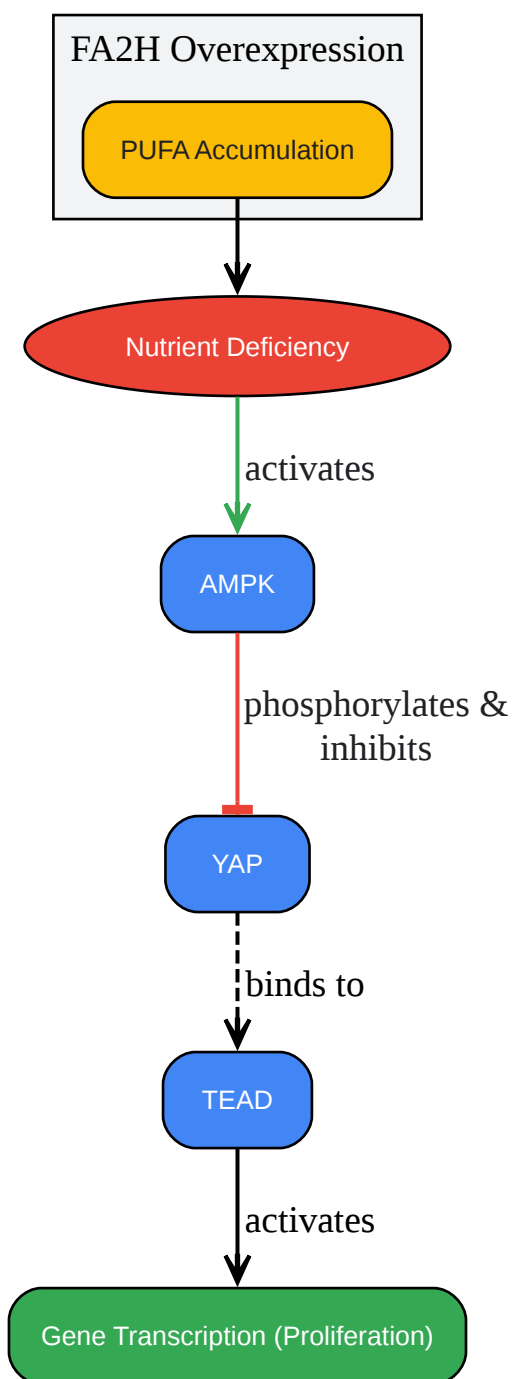 FA2H Overexpression
PUFA Accumulation
Nutrient Deficiency
activates
AMPK
phosphorylates &
inhibits
YAP
binds to
TEAD
activates
Gene Transcription (Proliferation)